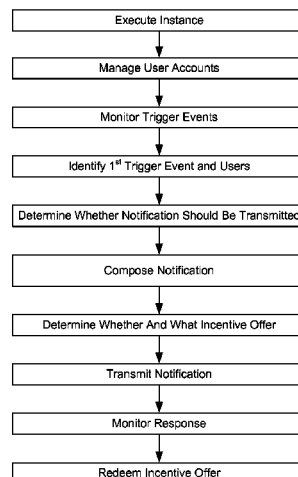 Execute Instance
Manage User Accounts
Monitor Trigger Events
Identify 1st Trigger Event and Users
Determine Whether Notification Should Be Transmitted
Compose Notification
Determine Whether And What Incentive Offer
Transmit Notification
Monitor Response
Redeem Incentive Offer